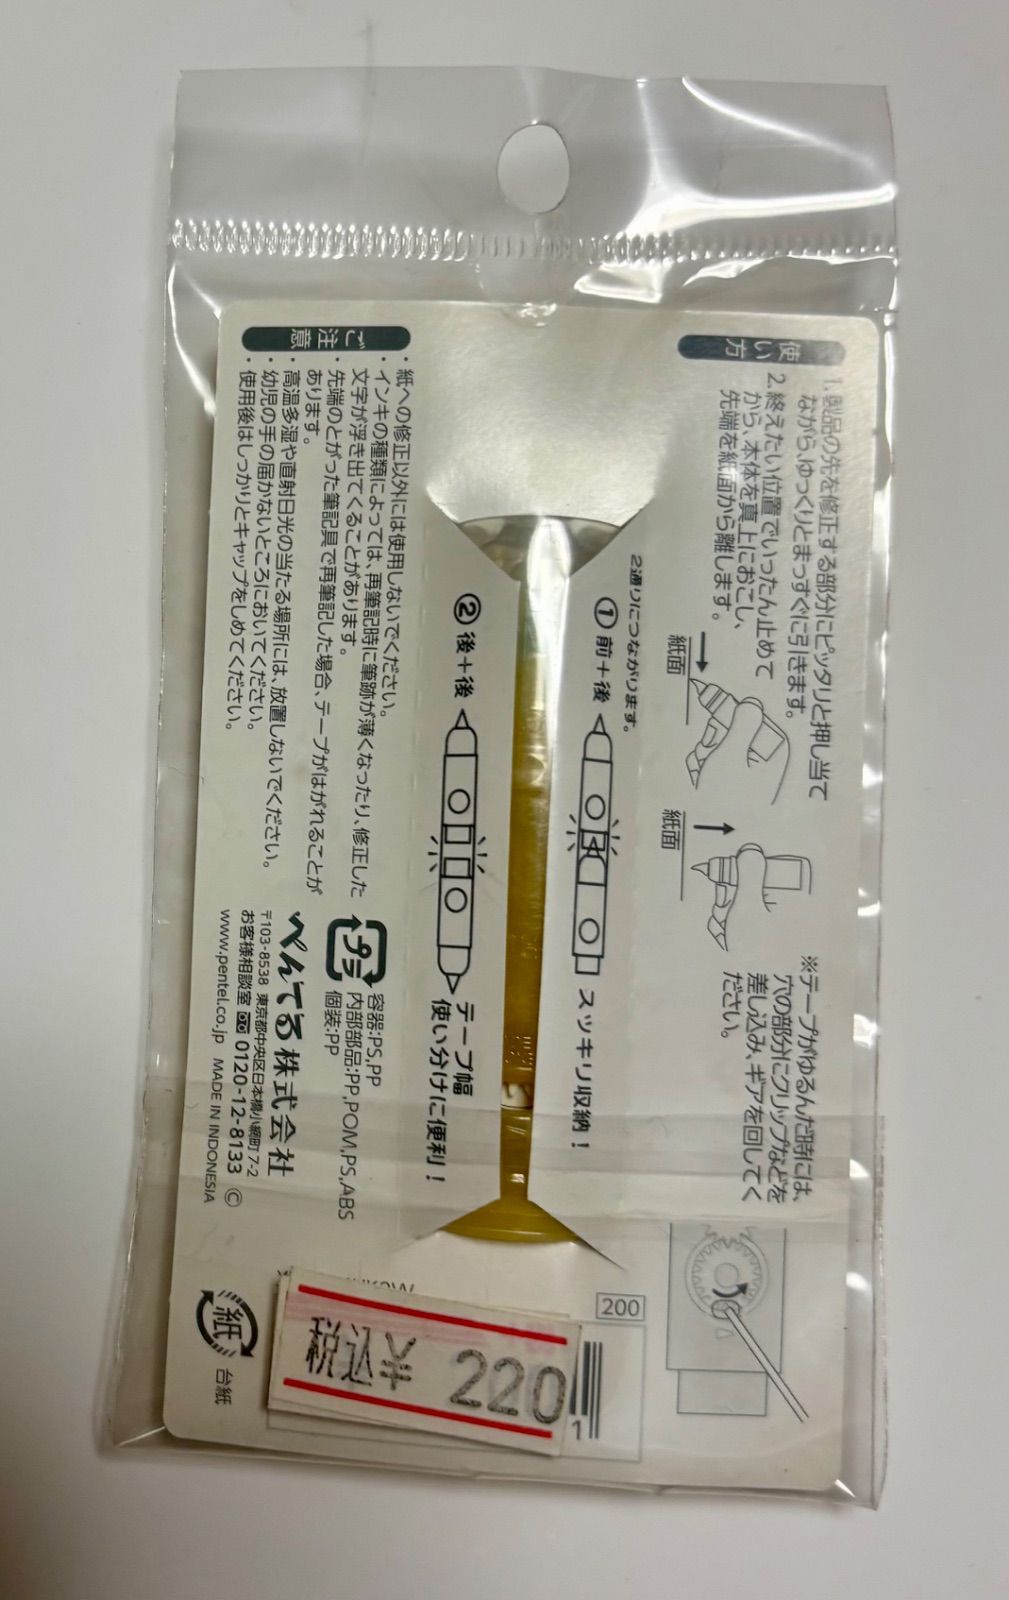 使い方
1. 製品の先を修正する部分にピッタリと押し当て
ながら、ゆっくりとまっすぐに引きます。
2. 終えたい位置でいったん止めて
から、本体を真上におこし、
先端を紙面から離します。
紙面
紙面
※テープがゆるんだ時には、
穴の部分にクリップなどを
差し込み、ギアを回してく
ださい。
2通りにつながります。
① 前+後
スッキリ収納!
② 後+後
テープ幅
使い分けに便利!
ご注意
・紙への修正以外には使用しないでください。
・インキの種類によっては、再筆記時に筆跡が薄くなったり、修正した
文字が浮き出てくることがあります。
・先端のとがった筆記具で再筆記した場合、テープがはがれることが
あります。
・高温多湿や直射日光の当たる場所には、放置しないでください。
・幼児の手の届かないところにおいてください。
・使用後はしっかりとキャップをしめてください。
プラ
容器:PS,PP
内部部品:PP,POM,PS,ABS
個装:PP
ぺんてる株式会社
〒103-8538 東京都中央区日本橋小網町7-2
お客様相談室 0120-12-8133 ©
www.pentel.co.jp MADE IN INDONESIA
紙
台紙
200
税込¥ 220
1